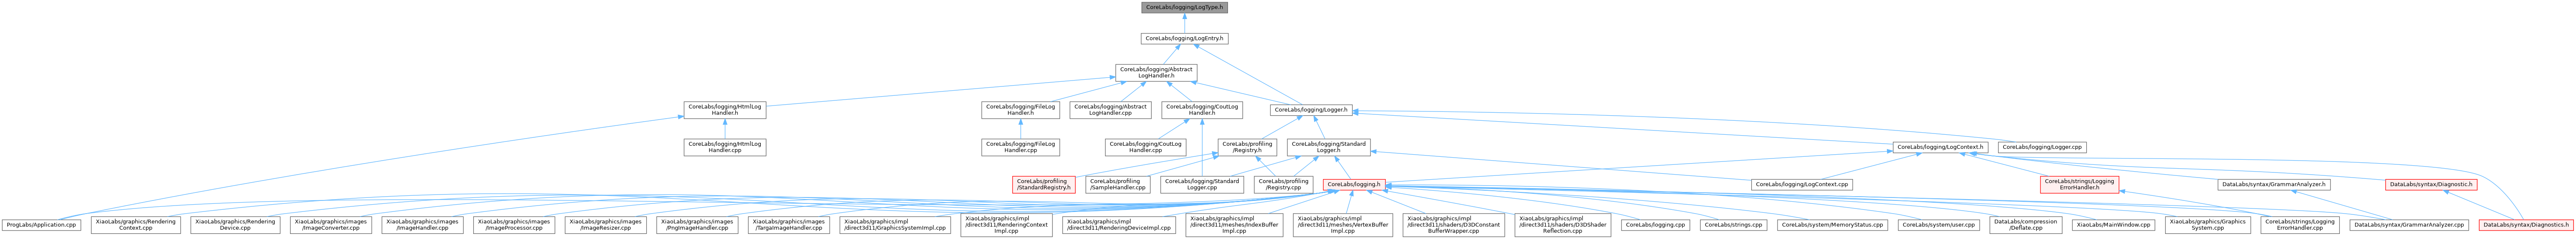 CoreLabs/logging/LogType.h
CoreLabs/logging/LogEntry.h
CoreLabs/logging/Abstract
LogHandler.h
CoreLabs/logging/HtmlLog
Handler.h
CoreLabs/logging/FileLog
Handler.h
CoreLabs/logging/Abstract
LogHandler.cpp
CoreLabs/logging/CoutLog
Handler.h
CoreLabs/logging/Logger.h
CoreLabs/logging/HtmlLog
Handler.cpp
CoreLabs/logging/FileLog
Handler.cpp
CoreLabs/logging/CoutLog
Handler.cpp
CoreLabs/profiling
/Registry.h
CoreLabs/logging/Standard
Logger.h
CoreLabs/logging/LogContext.h
CoreLabs/logging/Logger.cpp
CoreLabs/profiling
/StandardRegistry.h
CoreLabs/profiling
/SampleHandler.cpp
CoreLabs/logging/Standard
Logger.cpp
CoreLabs/profiling
/Registry.cpp
CoreLabs/logging.h
CoreLabs/logging/LogContext.cpp
CoreLabs/strings/Logging
ErrorHandler.h
DataLabs/syntax/GrammarAnalyzer.h
DataLabs/syntax/Diagnostic.h
ProgLabs/Application.cpp
XiaoLabs/graphics/Rendering
Context.cpp
XiaoLabs/graphics/Rendering
Device.cpp
XiaoLabs/graphics/images
/ImageConverter.cpp
XiaoLabs/graphics/images
/ImageHandler.cpp
XiaoLabs/graphics/images
/ImageProcessor.cpp
XiaoLabs/graphics/images
/ImageResizer.cpp
XiaoLabs/graphics/images
/PngImageHandler.cpp
XiaoLabs/graphics/images
/TargaImageHandler.cpp
XiaoLabs/graphics/impl
/direct3d11/GraphicsSystemImpl.cpp
XiaoLabs/graphics/impl
/direct3d11/RenderingContext
Impl.cpp
XiaoLabs/graphics/impl
/direct3d11/RenderingDeviceImpl.cpp
XiaoLabs/graphics/impl
/direct3d11/meshes/IndexBuffer
Impl.cpp
XiaoLabs/graphics/impl
/direct3d11/meshes/VertexBuffer
Impl.cpp
XiaoLabs/graphics/impl
/direct3d11/shaders/D3DConstant
BufferWrapper.cpp
XiaoLabs/graphics/impl
/direct3d11/shaders/D3DShader
Reflection.cpp
CoreLabs/logging.cpp
CoreLabs/strings.cpp
CoreLabs/system/MemoryStatus.cpp
CoreLabs/system/user.cpp
DataLabs/compression
/Deflate.cpp
XiaoLabs/MainWindow.cpp
XiaoLabs/graphics/Graphics
System.cpp
CoreLabs/strings/Logging
ErrorHandler.cpp
DataLabs/syntax/GrammarAnalyzer.cpp
DataLabs/syntax/Diagnostics.h